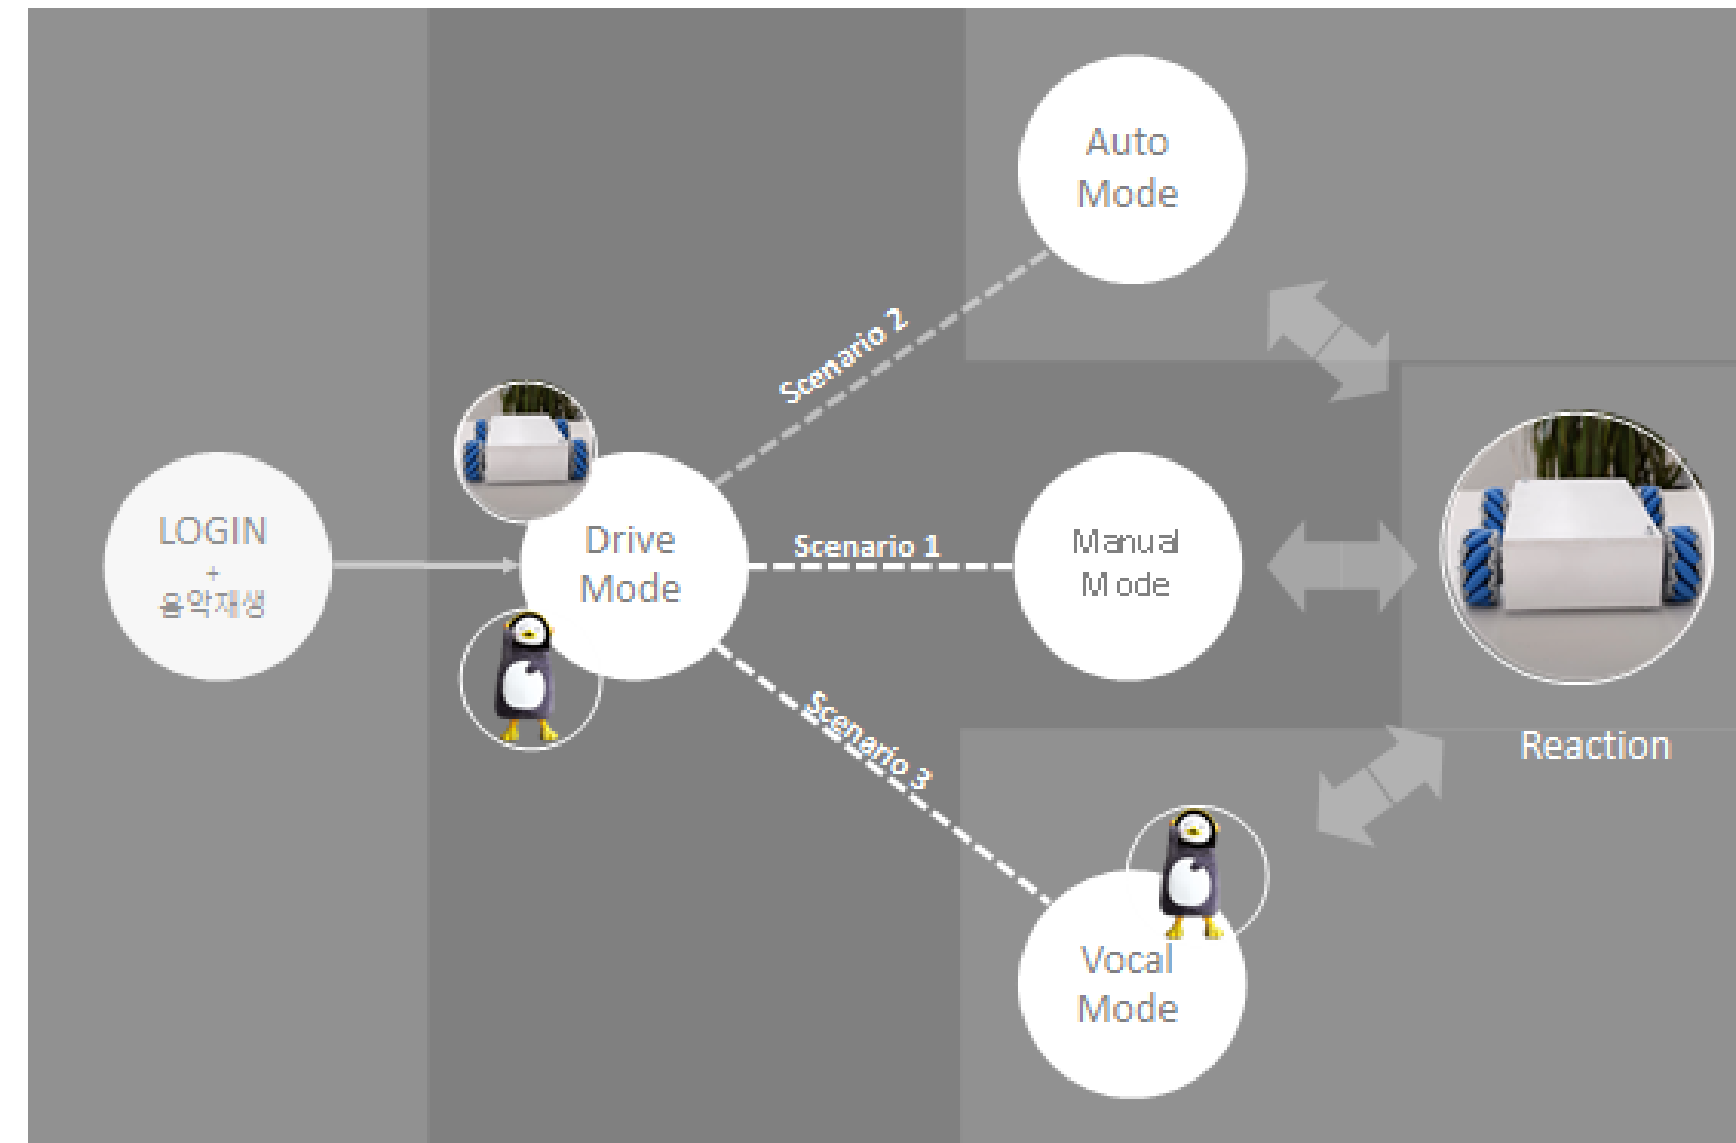 LOGIN
+
음악재생
Drive
Mode
Scenario 2
Scenario 1
Scenario 3
Auto
Mode
Manual
Mode
Vocal
Mode
Reaction